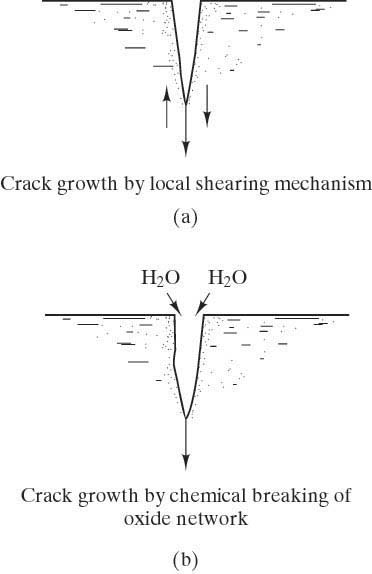 Crack growth by local shearing mechanism
(a)
H₂O H₂O
Crack growth by chemical breaking of
oxide network
(b)